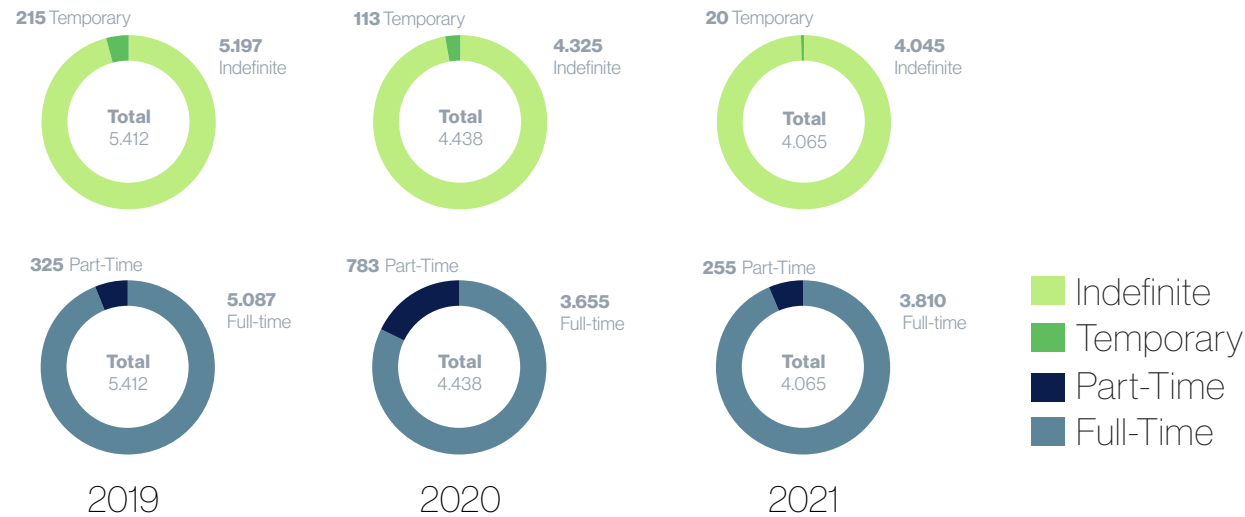 215 Temporary
5.197
Indefinite
Total
5.412
113 Temporary
4.325
Indefinite
Total
4.438
20 Temporary
4.045
Indefinite
Total
4.065
325 Part-Time
5.087
Full-time
Total
5.412
783 Part-Time
3.655
Full-time
Total
4.438
255 Part-Time
3.810
Full-time
Total
4.065
Indefinite
Temporary
Part-Time
Full-Time
2019
2020
2021